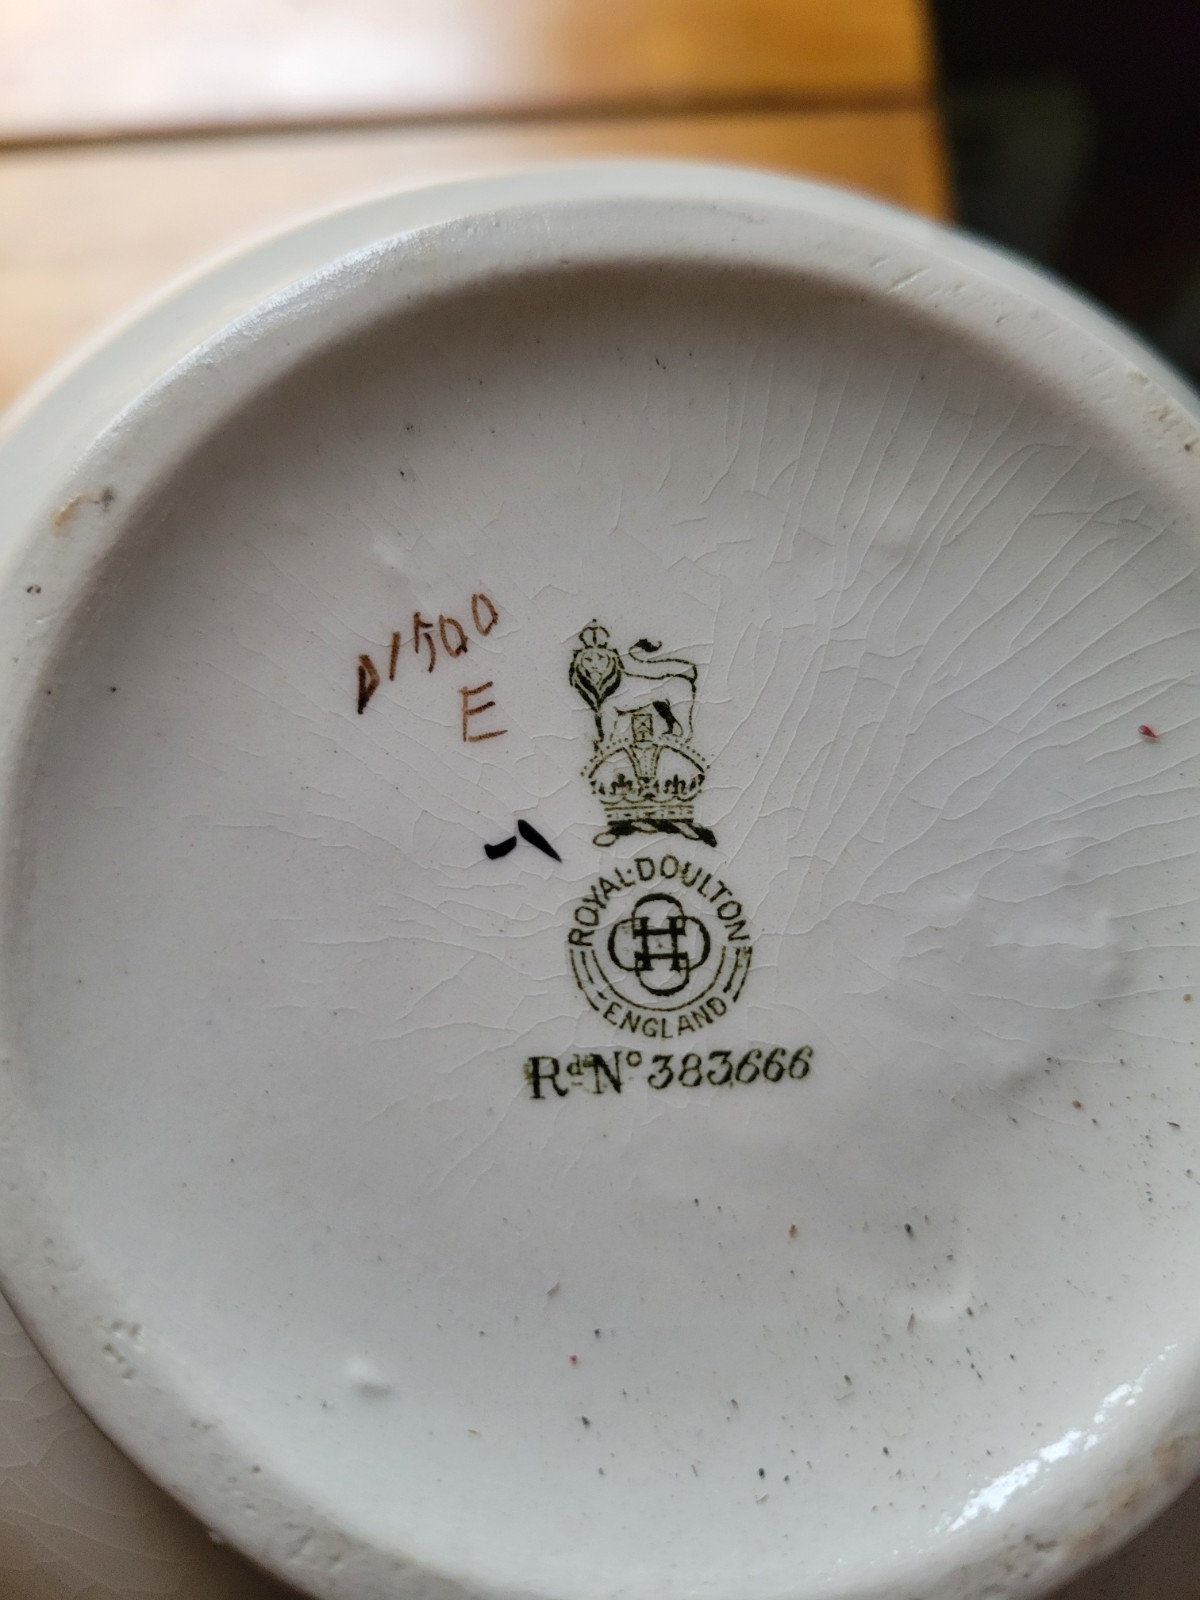 D1500
E
ROYAL·DOULTON
ENGLAND
Rd No 383666